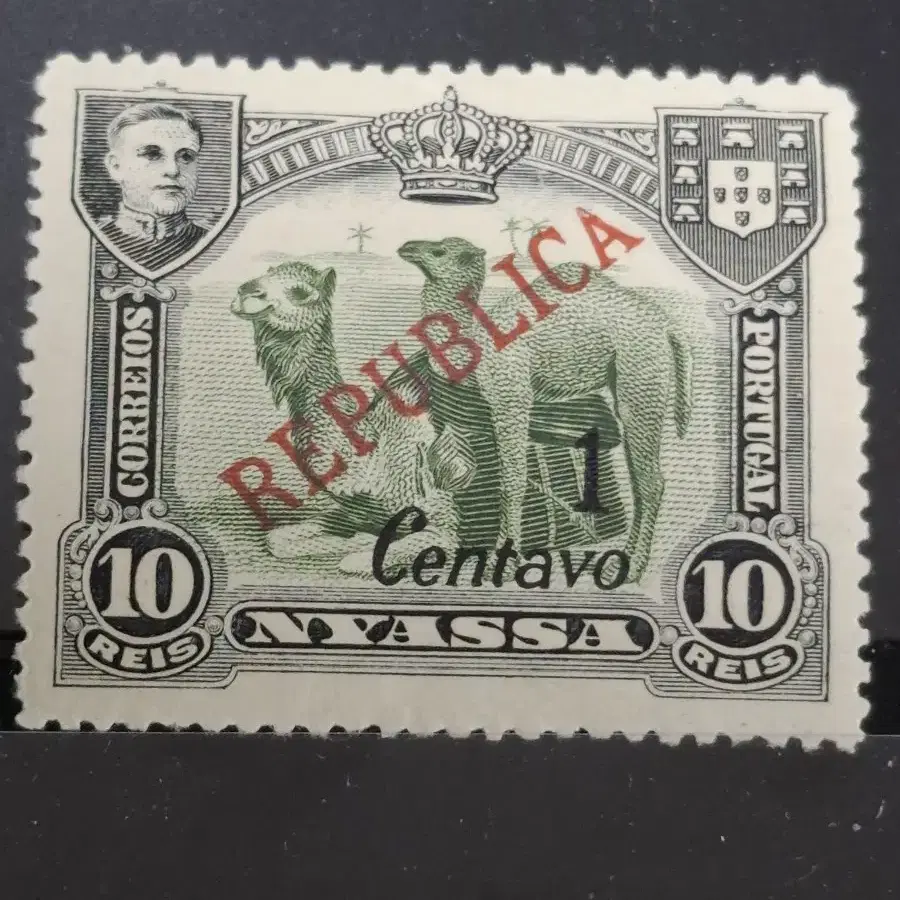 REPUBLICA
CORREIOS
PORTUGAL
1
Centavo
10
REIS
NYASSA
10
REIS